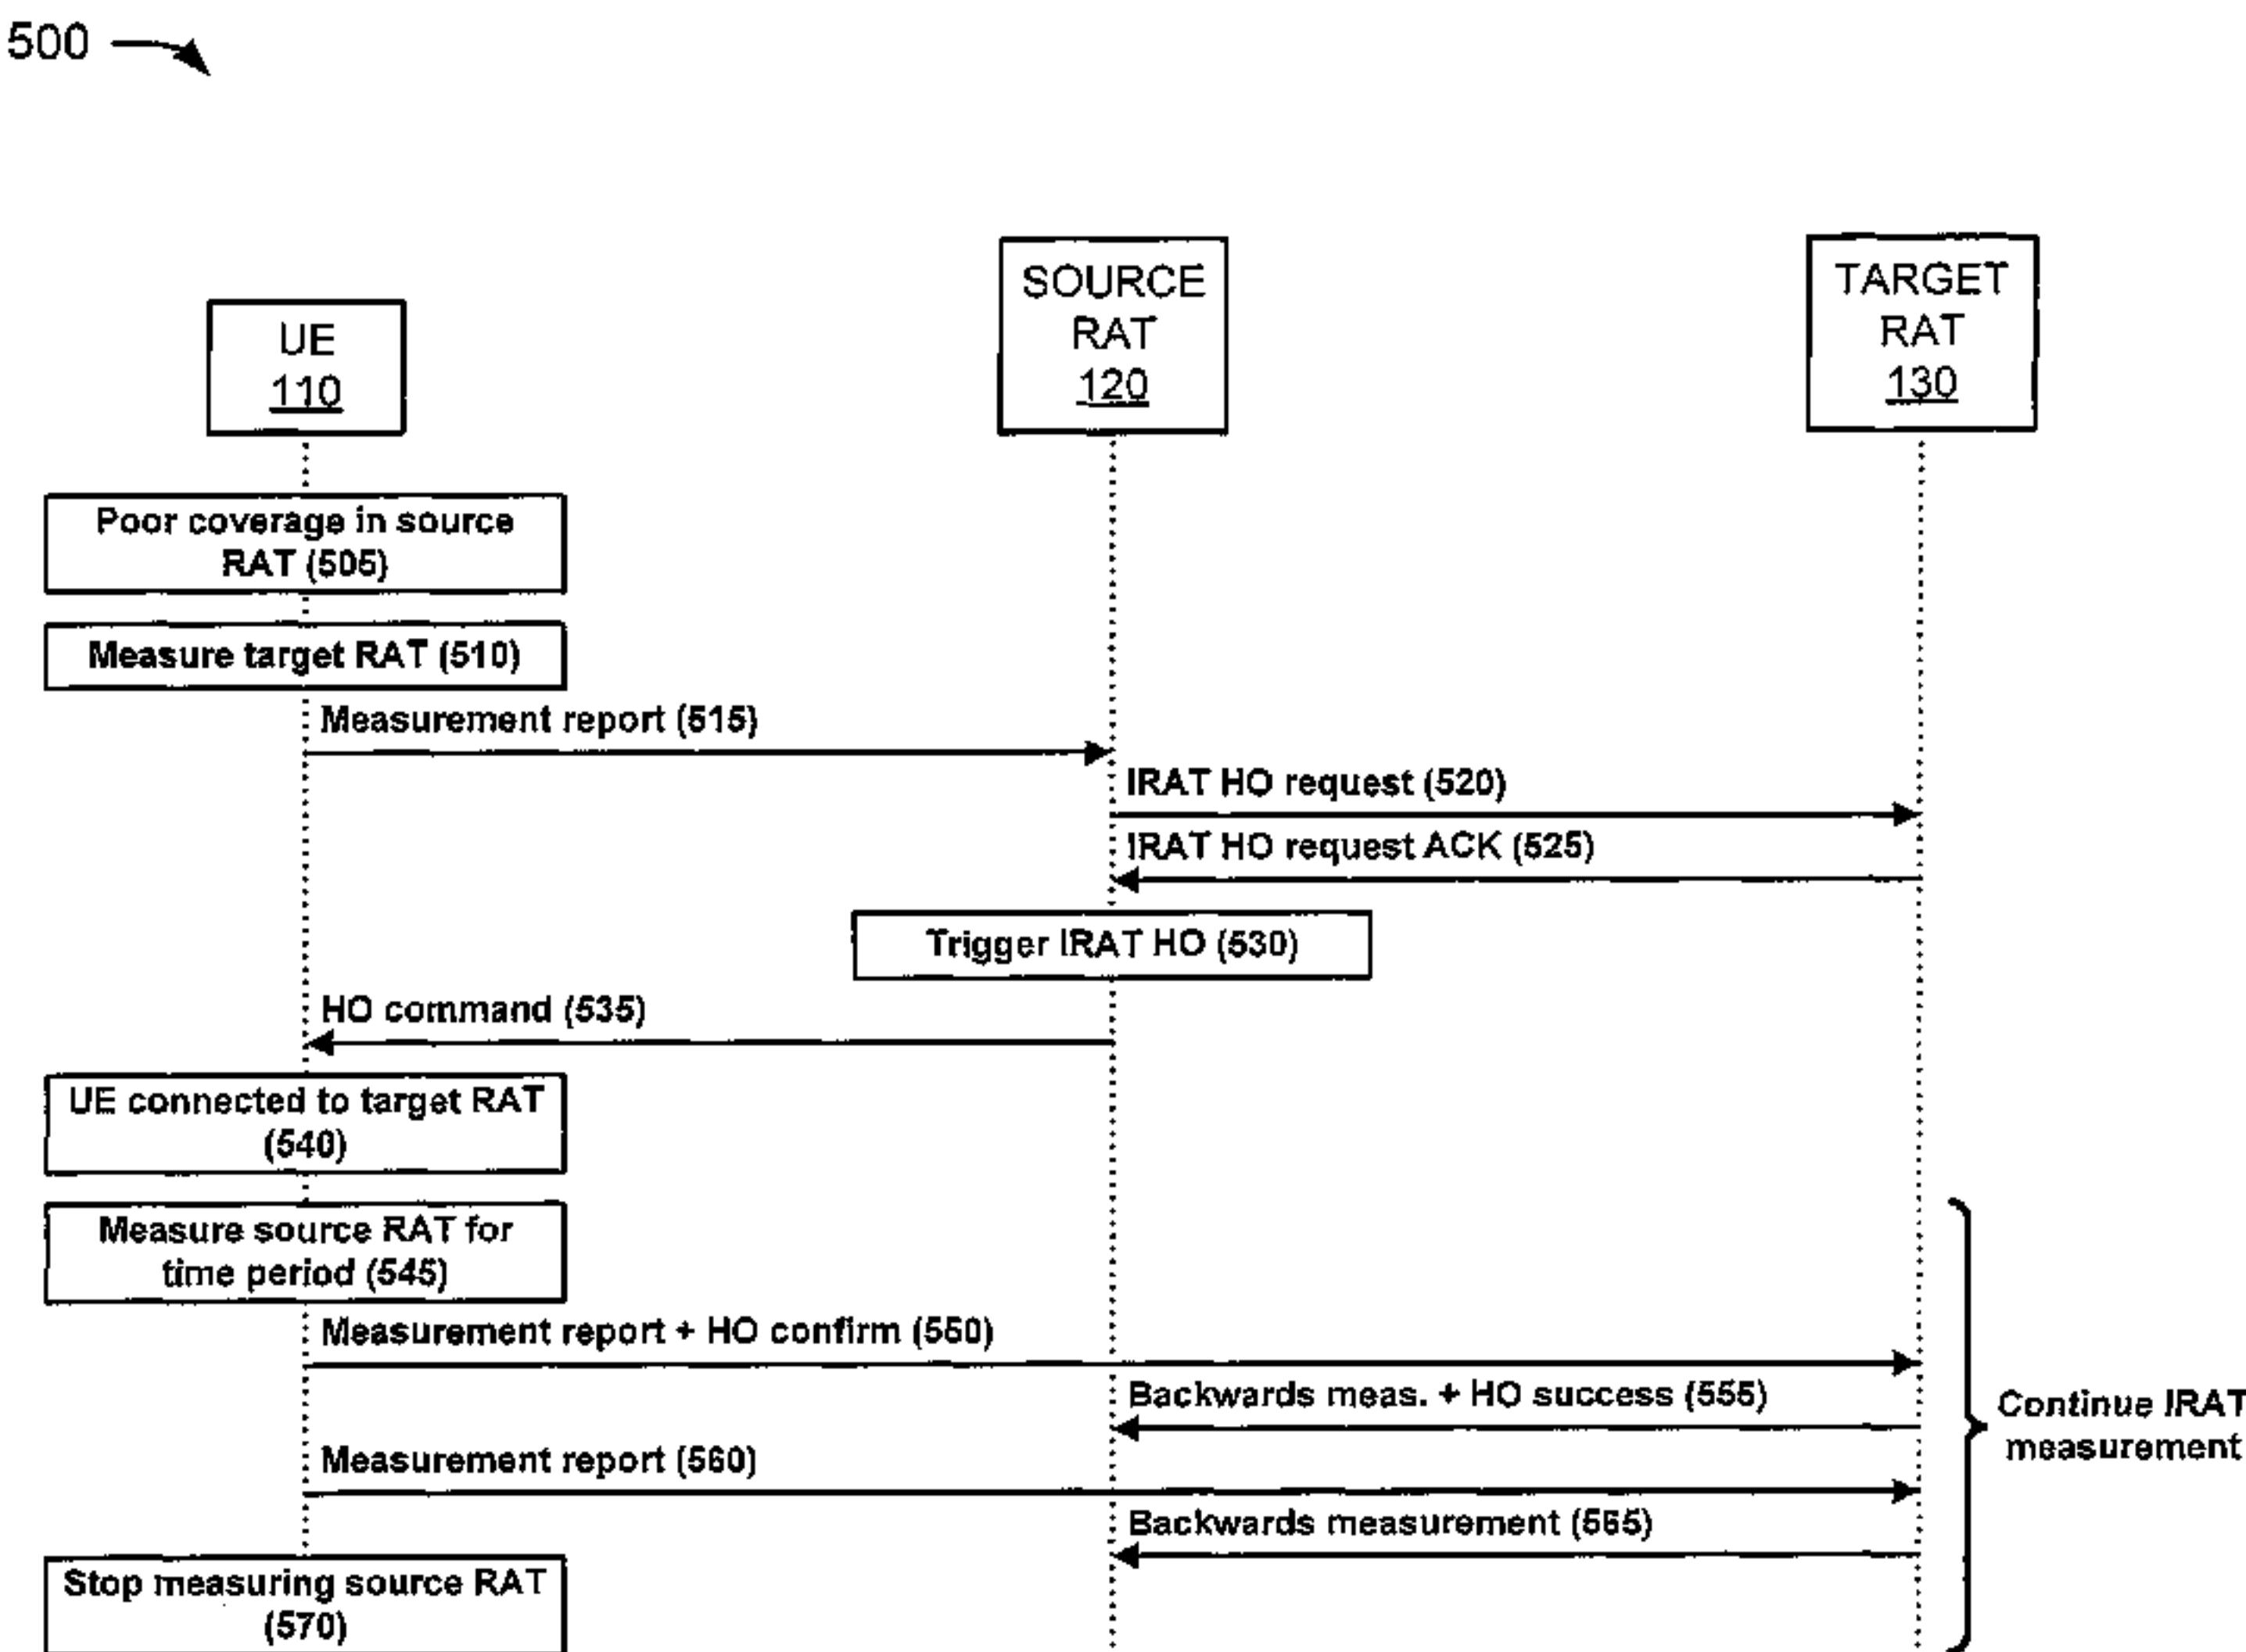 500
UE
110
SOURCE
RAT
120
TARGET
RAT
130
Poor coverage in source
RAT (505)
Measure target RAT (510)
Measurement report (515)
IRAT HO request (520)
IRAT HO request ACK (525)
Trigger IRAT HO (530)
HO command (535)
UE connected to target RAT
(540)
Measure source RAT for
time period (545)
Measurement report + HO confirm (550)
Backwards meas. + HO success (555)
Continue IRAT
measurement
Measurement report (560)
Backwards measurement (565)
Stop measuring source RAT
(570)